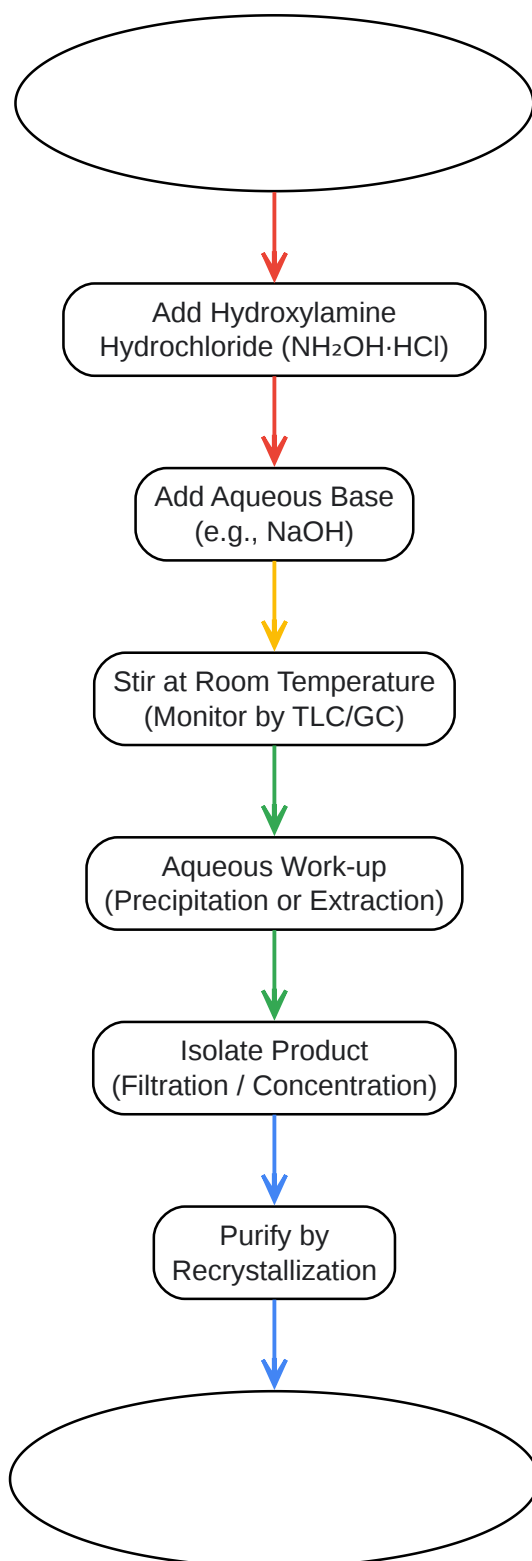 Add Hydroxylamine
Hydrochloride (NH₂OH·HCl)
Add Aqueous Base
(e.g., NaOH)
Stir at Room Temperature
(Monitor by TLC/GC)
Aqueous Work-up
(Precipitation or Extraction)
Isolate Product
(Filtration / Concentration)
Purify by
Recrystallization